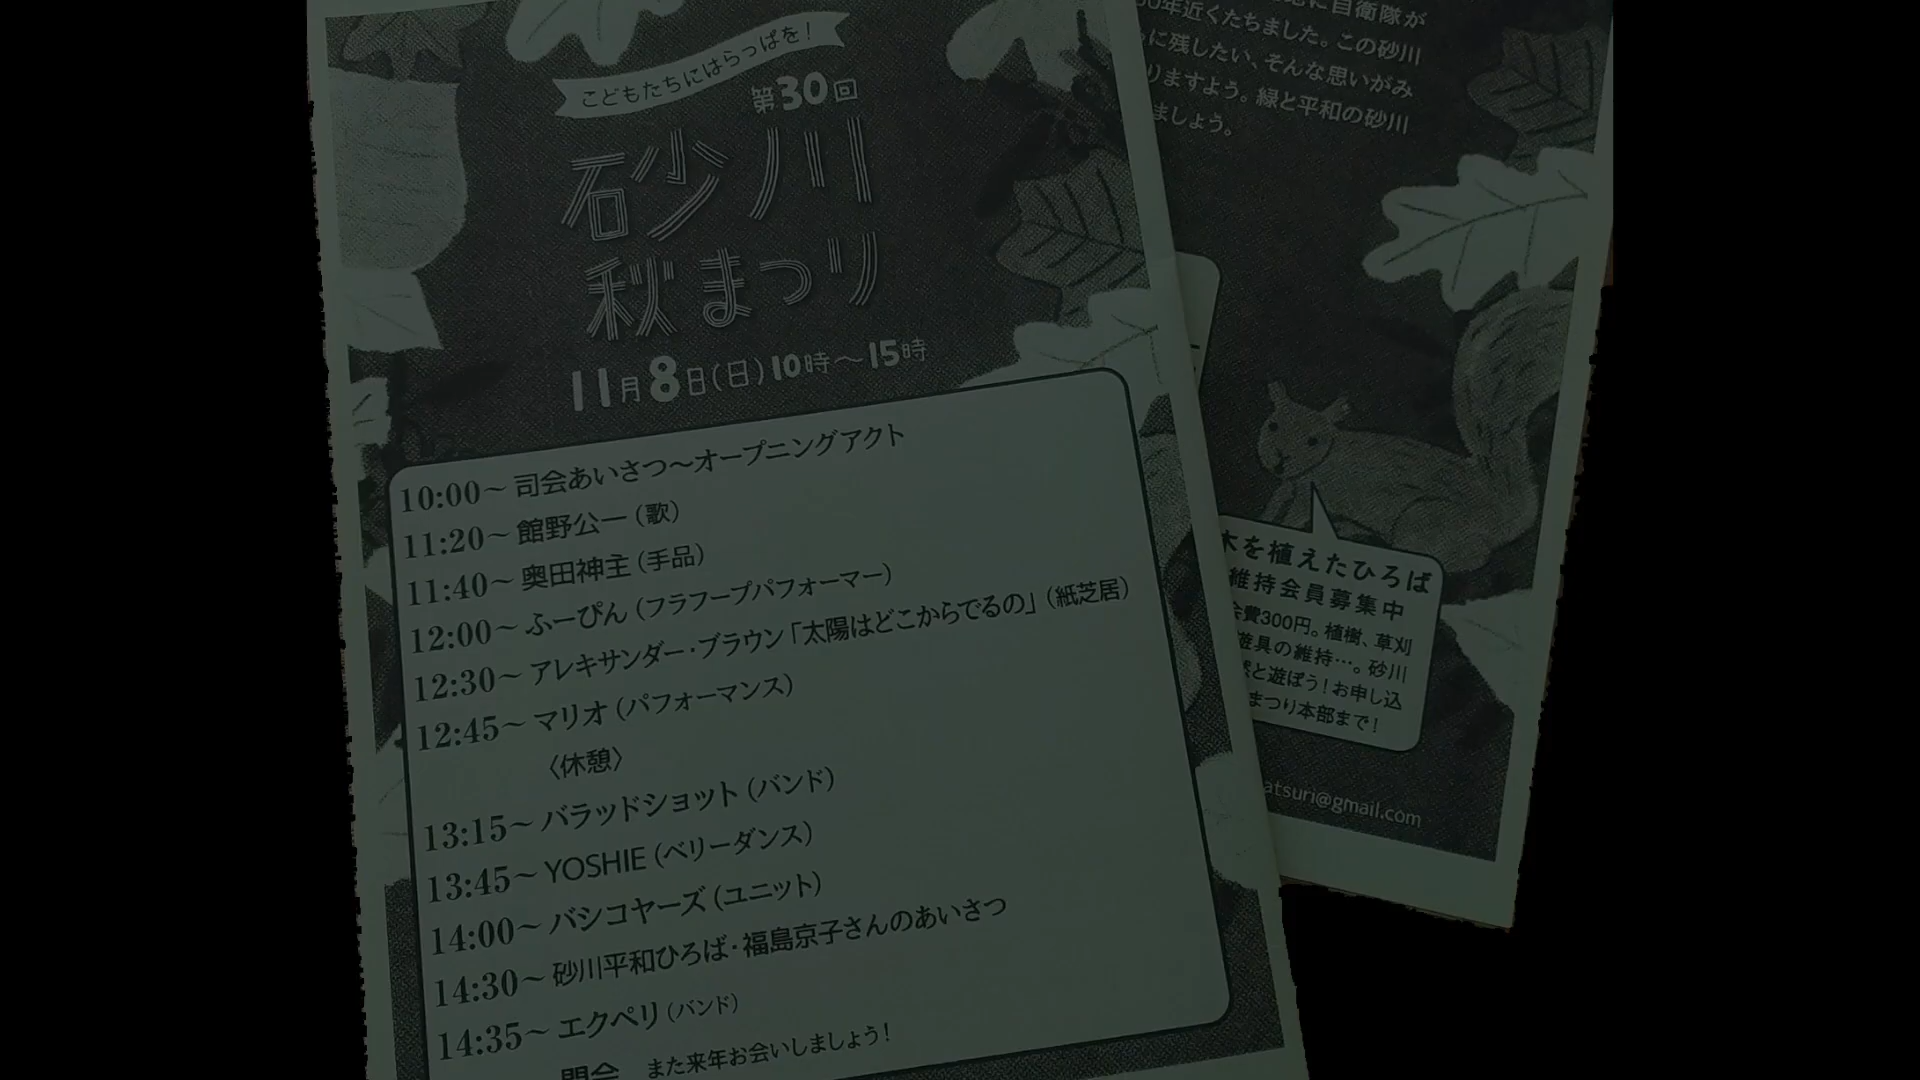 こどもたちにはらっぱを!
第30回
砂川
秋まつり
11月8日(日)10時〜15時
10:00〜 司会あいさつ〜オープニングアクト
11:20〜 館野公一(歌)
11:40〜 奥田神主(手品)
12:00〜 ふーぴん(フラフープパフォーマー)
12:30〜 アレキサンダー・ブラウン「太陽はどこからでるの」(紙芝居)
12:45〜 マリオ(パフォーマンス)
〈休憩〉
13:15〜 バラッドショット(バンド)
13:45〜 YOSHIE(ベリーダンス)
14:00〜 バシコヤーズ(ユニット)
14:30〜 砂川平和ひろば・福島京子さんのあいさつ
14:35〜 エクペリ(バンド)
また来年お会いしましょう!
に自衛隊が
0年近くたちました。この砂川
に残したい、そんな思いがみ
りますよう。緑と平和の砂川
ましょう。
木を植えたひろば
維持会員募集中
会費300円。植樹、草刈
遊具の維持…。砂川
と遊ぼう!お申し込
まつり本部まで!
atsuri@gmail.com